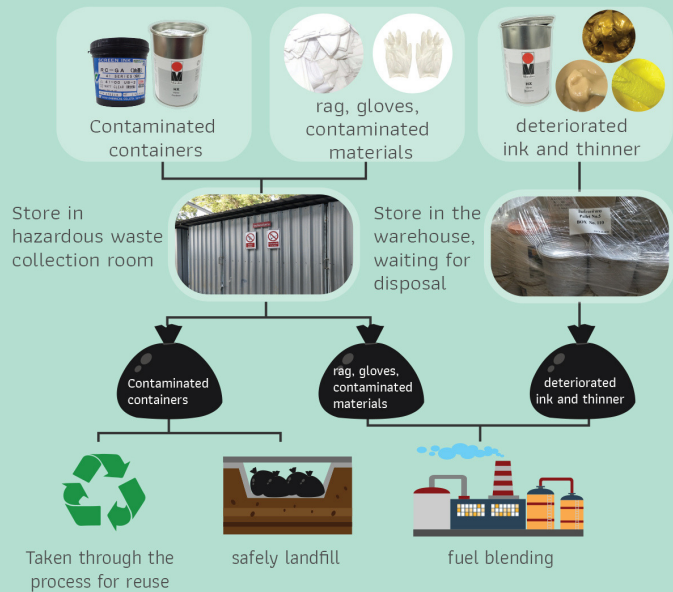 SCREEN INK
Contaminated
containers
rag, gloves,
contaminated
materials
deteriorated
ink and thinner
Store in
hazardous waste
collection room
Store in the
warehouse,
waiting for
disposal
Contaminated
containers
rag, gloves,
contaminated
materials
deteriorated
ink and thinner
Taken through the
process for reuse
safely landfill
fuel blending